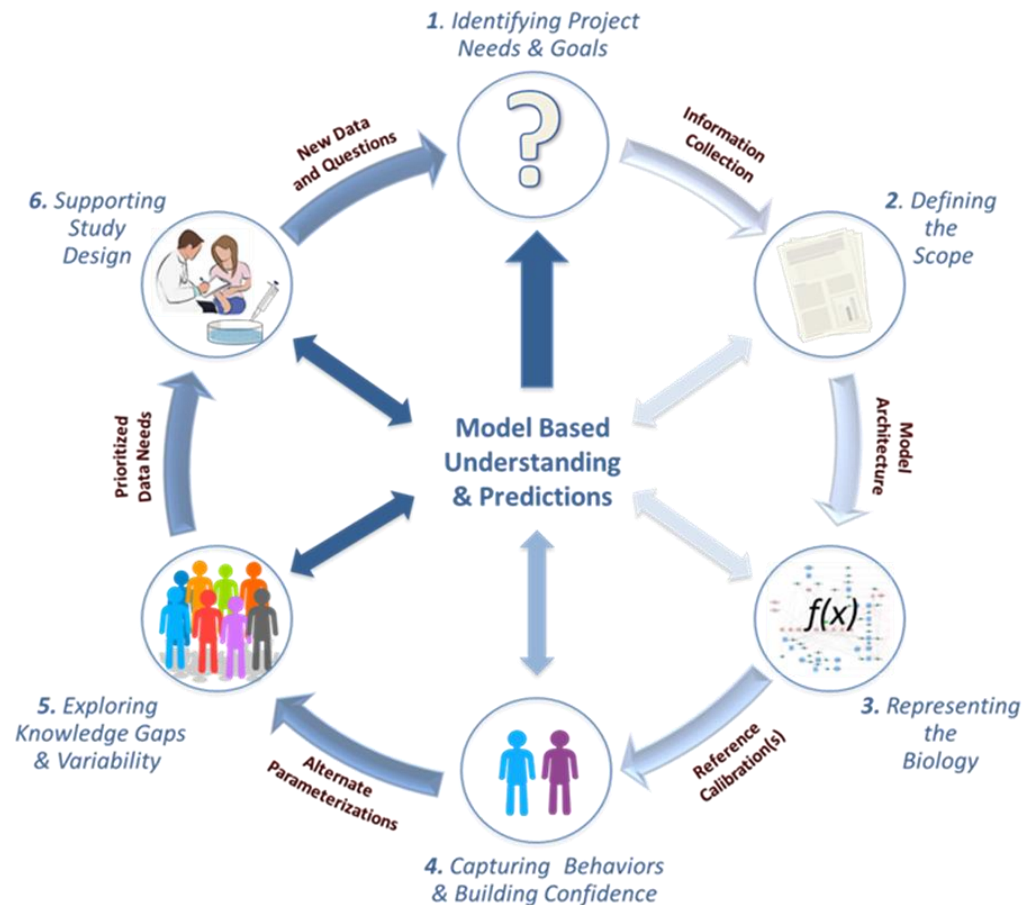 1. Identifying Project
Needs & Goals
Information
Collection
2. Defining
the
Scope
Model
Architecture
f(x)
3. Representing
the
Biology
Reference
Calibration(s)
4. Capturing Behaviors
& Building Confidence
Alternate
Parameterizations
5. Exploring
Knowledge Gaps
& Variability
Prioritized
Data Needs
6. Supporting
Study
Design
New Data
and Questions
?
Model Based
Understanding
& Predictions